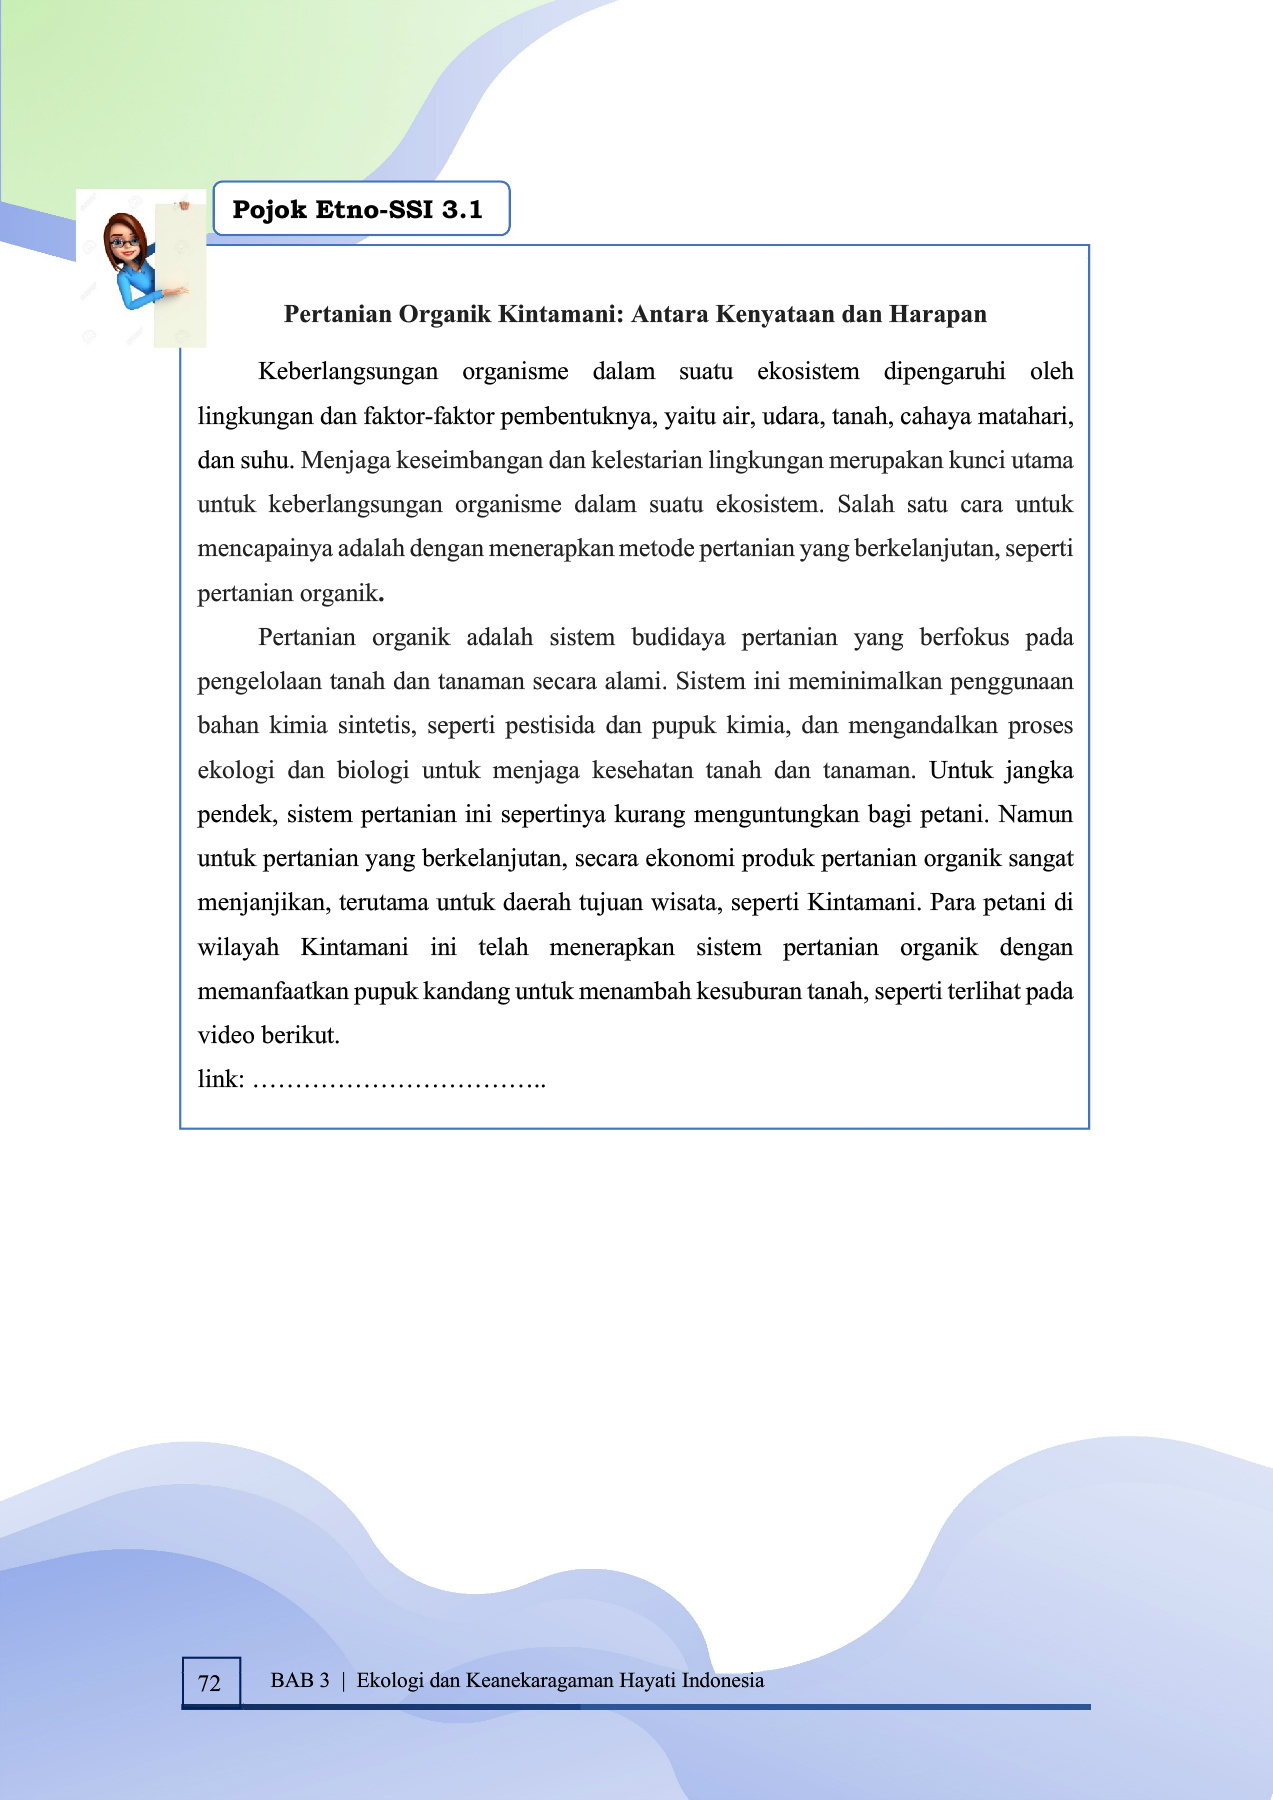 Pojok Etno-SSI 3.1
Pertanian Organik Kintamani: Antara Kenyataan dan Harapan
Keberlangsungan organisme dalam suatu ekosistem dipengaruhi oleh
lingkungan dan faktor-faktor pembentuknya, yaitu air, udara, tanah, cahaya matahari,
dan suhu. Menjaga keseimbangan dan kelestarian lingkungan merupakan kunci utama
untuk keberlangsungan organisme dalam suatu ekosistem. Salah satu cara untuk
mencapainya adalah dengan menerapkan metode pertanian yang berkelanjutan, seperti
pertanian organik.
Pertanian organik adalah sistem budidaya pertanian yang berfokus pada
pengelolaan tanah dan tanaman secara alami. Sistem ini meminimalkan penggunaan
bahan kimia sintetis, seperti pestisida dan pupuk kimia, dan mengandalkan proses
ekologi dan biologi untuk menjaga kesehatan tanah dan tanaman. Untuk jangka
pendek, sistem pertanian ini sepertinya kurang menguntungkan bagi petani. Namun
untuk pertanian yang berkelanjutan, secara ekonomi produk pertanian organik sangat
menjanjikan, terutama untuk daerah tujuan wisata, seperti Kintamani. Para petani di
wilayah Kintamani ini telah menerapkan sistem pertanian organik dengan
memanfaatkan pupuk kandang untuk menambah kesuburan tanah, seperti terlihat pada
video berikut.
link: ……………………………..
72
BAB 3 | Ekologi dan Keanekaragaman Hayati Indonesia